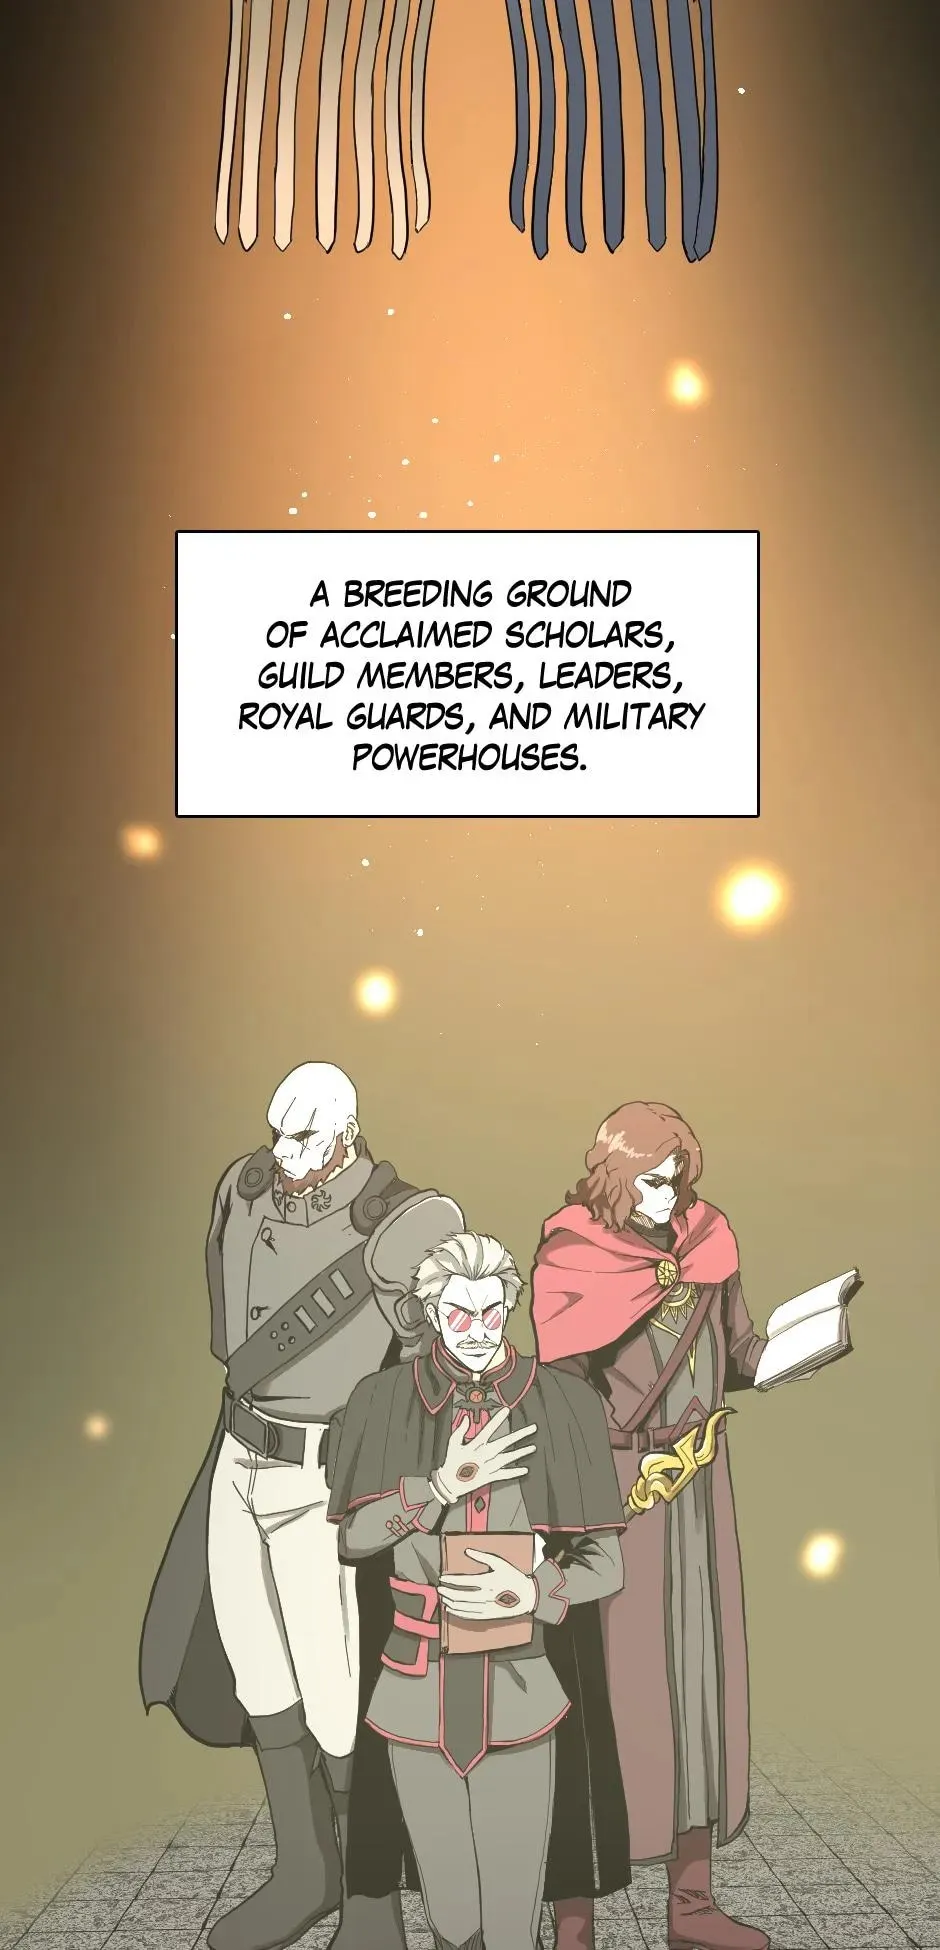 A BREEDING GROUND
OF ACCLAIMED SCHOLARS,
GUILD MEMBERS, LEADERS,
ROYAL GUARDS, AND MILITARY
POWERHOUSES.